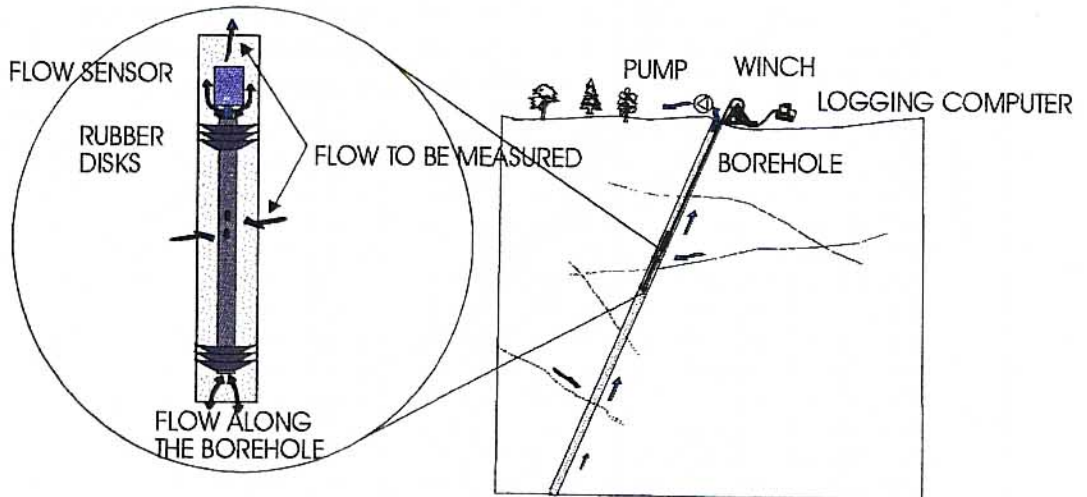 FLOW SENSOR
RUBBER
DISKS
FLOW TO BE MEASURED
FLOW ALONG
THE BOREHOLE
PUMP
WINCH
LOGGING COMPUTER
BOREHOLE